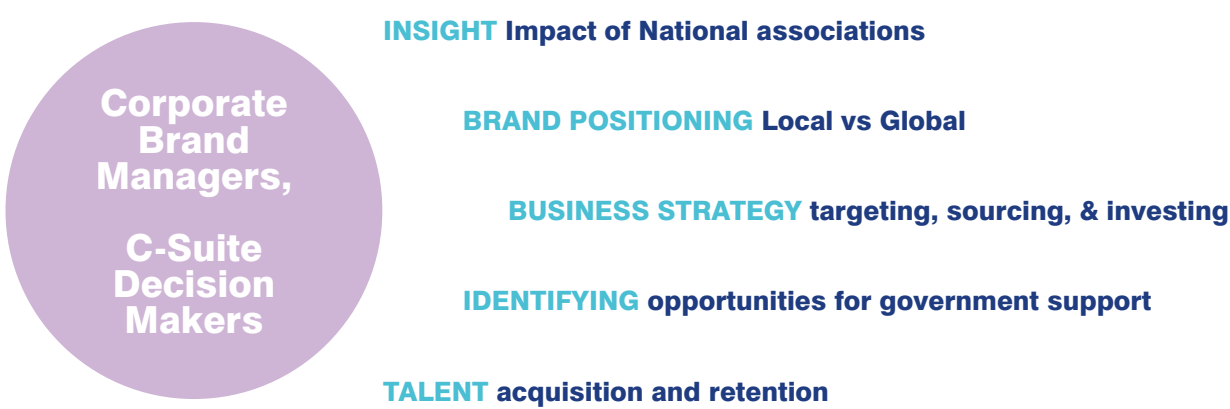 Corporate
Brand
Managers,
C-Suite
Decision
Makers
INSIGHT Impact of National associations
BRAND POSITIONING Local vs Global
BUSINESS STRATEGY targeting, sourcing, & investing
IDENTIFYING opportunities for government support
TALENT acquisition and retention